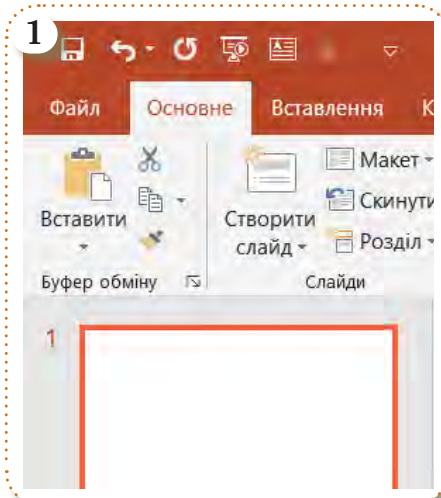 1
Файл Основне Вставлення К
Вставити
Створити слайд
Макет
Скинути
Розділ
Буфер обміну Слайди
1